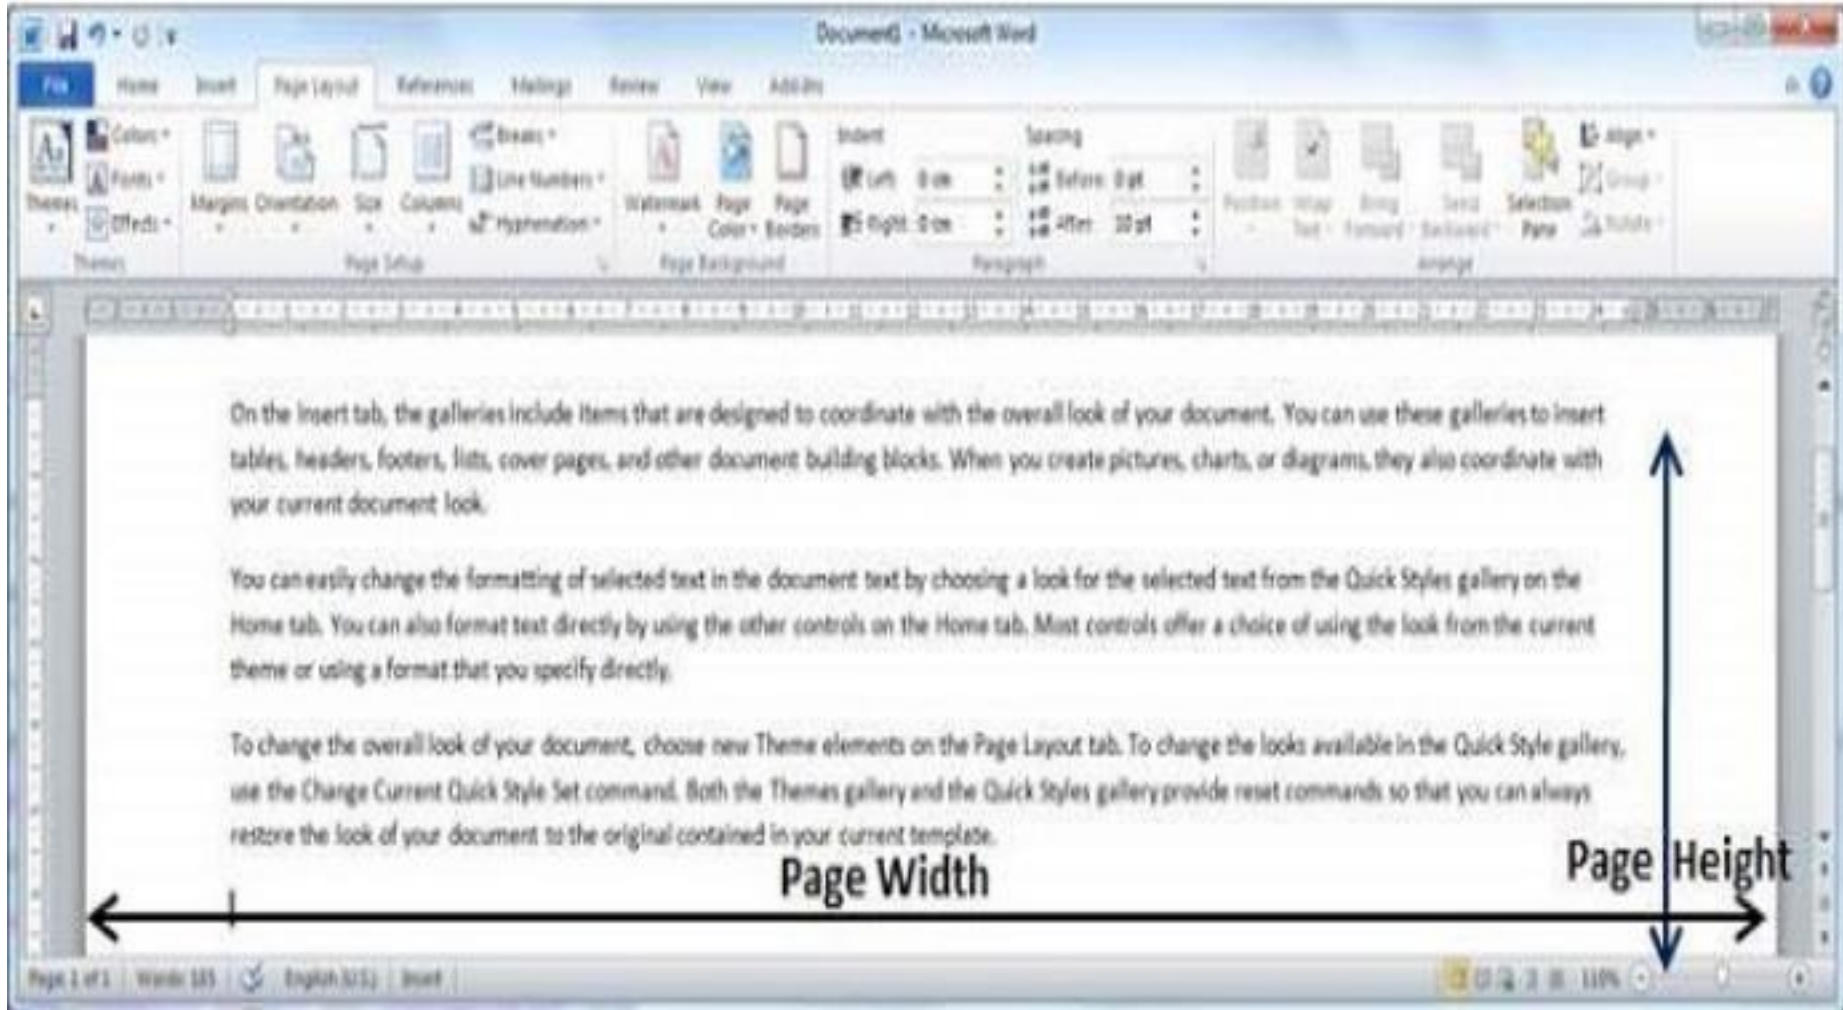 Document1 - Microsoft Word
File Home Insert Page Layout References Mailings Review View Add-Ins
Colors Breaks Indent Spacing Align
Fonts Line Numbers Left: 0 cm Before: 0 pt Group
Themes Effects Margins Orientation Size Columns Hyphenation Watermark Page Color Page Borders Right: 0 cm After: 10 pt Position Wrap Text Bring Forward Send Backward Selection Pane Rotate
Themes Page Setup Page Background Paragraph Arrange
On the Insert tab, the galleries include items that are designed to coordinate with the overall look of your document. You can use these galleries to insert
tables, headers, footers, lists, cover pages, and other document building blocks. When you create pictures, charts, or diagrams, they also coordinate with
your current document look.
You can easily change the formatting of selected text in the document text by choosing a look for the selected text from the Quick Styles gallery on the
Home tab. You can also format text directly by using the other controls on the Home tab. Most controls offer a choice of using the look from the current
theme or using a format that you specify directly.
To change the overall look of your document, choose new Theme elements on the Page Layout tab. To change the looks available in the Quick Style gallery,
use the Change Current Quick Style Set command. Both the Themes gallery and the Quick Styles gallery provide reset commands so that you can always
restore the look of your document to the original contained in your current template.
Page Width
Page Height
Page 1 of 1 Words: 185 English (U.S.) Insert 110%